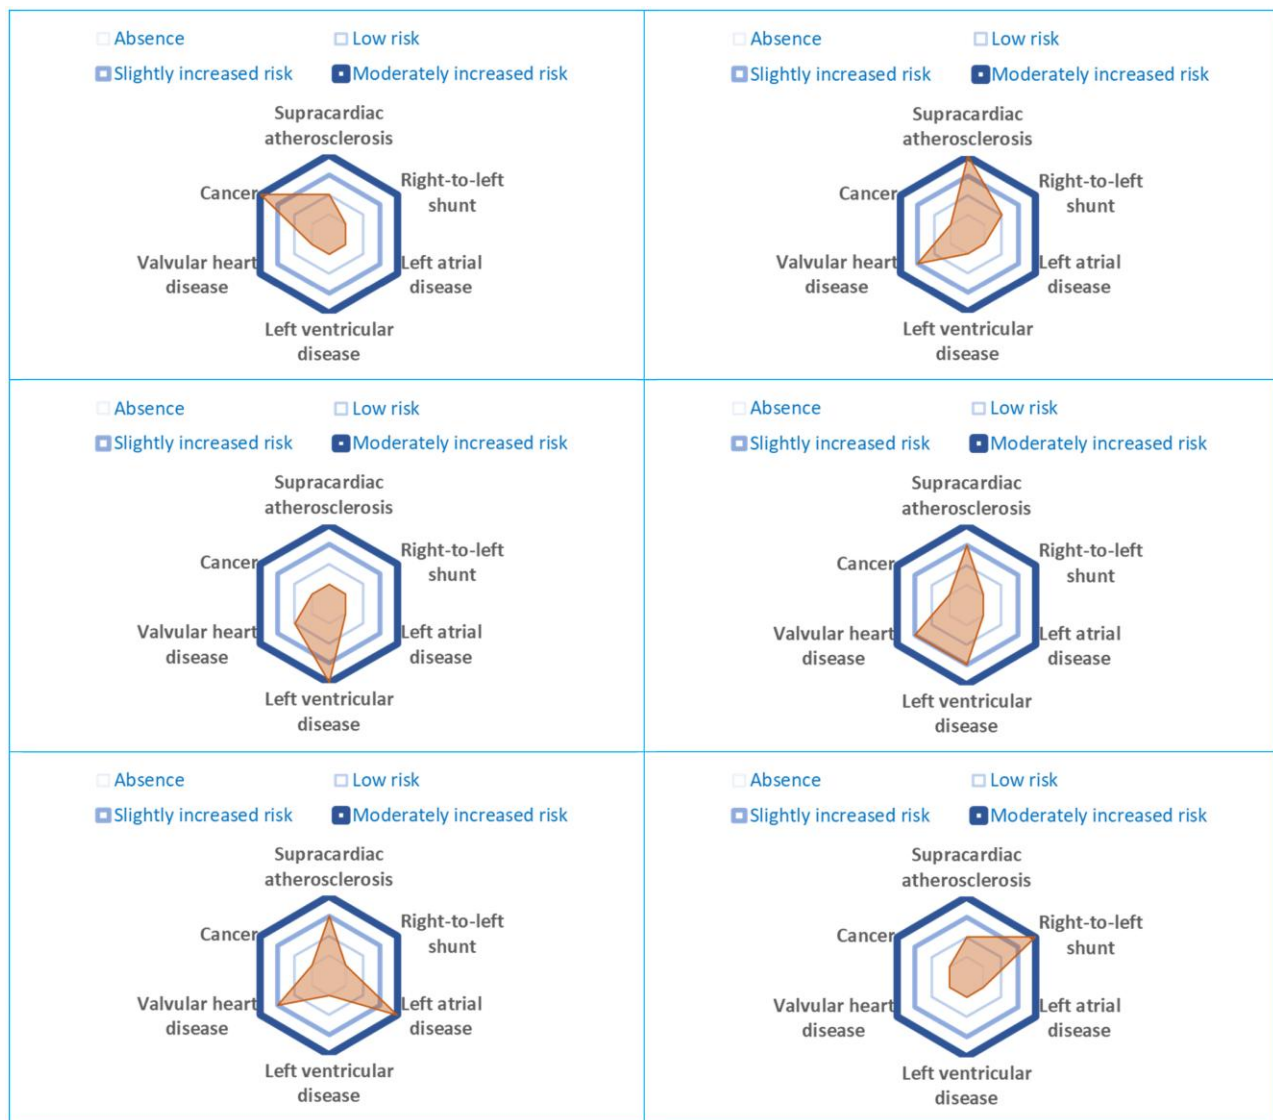 Absence
Low risk
Slightly increased risk
Moderately increased risk
Supracardiac
atherosclerosis
Cancer
Right-to-left
shunt
Valvular heart
disease
Left atrial
disease
Left ventricular
disease
Absence
Low risk
Slightly increased risk
Moderately increased risk
Supracardiac
atherosclerosis
Cancer
Right-to-left
shunt
Valvular heart
disease
Left atrial
disease
Left ventricular
disease
Absence
Low risk
Slightly increased risk
Moderately increased risk
Supracardiac
atherosclerosis
Cancer
Right-to-left
shunt
Valvular heart
disease
Left atrial
disease
Left ventricular
disease
Absence
Low risk
Slightly increased risk
Moderately increased risk
Supracardiac
atherosclerosis
Cancer
Right-to-left
shunt
Valvular heart
disease
Left atrial
disease
Left ventricular
disease
Absence
Low risk
Slightly increased risk
Moderately increased risk
Supracardiac
atherosclerosis
Cancer
Right-to-left
shunt
Valvular heart
disease
Left atrial
disease
Left ventricular
disease
Absence
Low risk
Slightly increased risk
Moderately increased risk
Supracardiac
atherosclerosis
Cancer
Right-to-left
shunt
Valvular heart
disease
Left atrial
disease
Left ventricular
disease